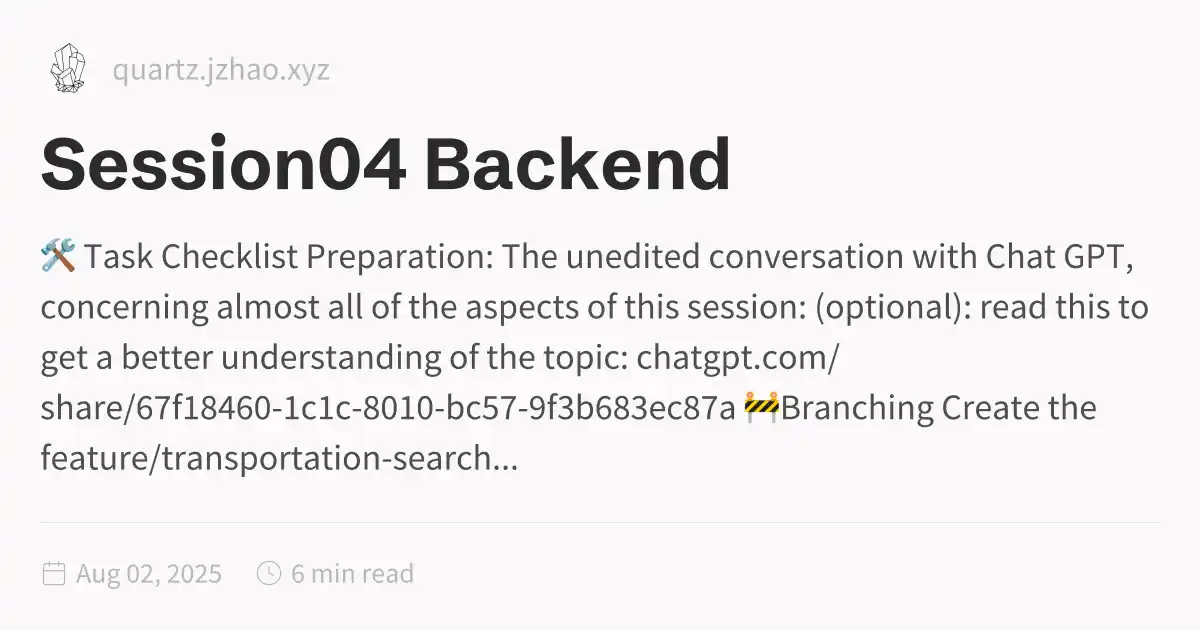 quartz.jzhao.xyz
Session04 Backend
🛠️ Task Checklist Preparation: The unedited conversation with Chat GPT,
concerning almost all of the aspects of this session: (optional): read this to
get a better understanding of the topic: chatgpt.com/
share/67f18460-1c1c-8010-bc57-9f3b683ec87a 🚧Branching Create the
feature/transportation-search...
Aug 02, 2025
6 min read